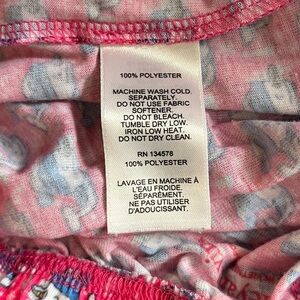 100% POLYESTER
MACHINE WASH COLD.
SEPARATELY.
DO NOT USE FABRIC
SOFTENER.
DO NOT BLEACH.
TUMBLE DRY LOW.
IRON LOW HEAT.
DO NOT DRY CLEAN.
RN 134578
100% POLYESTER
LAVAGE EN MACHINE À
L'EAU FROIDE.
SÉPARÉMENT.
NE PAS UTILISER
D'ADOUCISSANT.